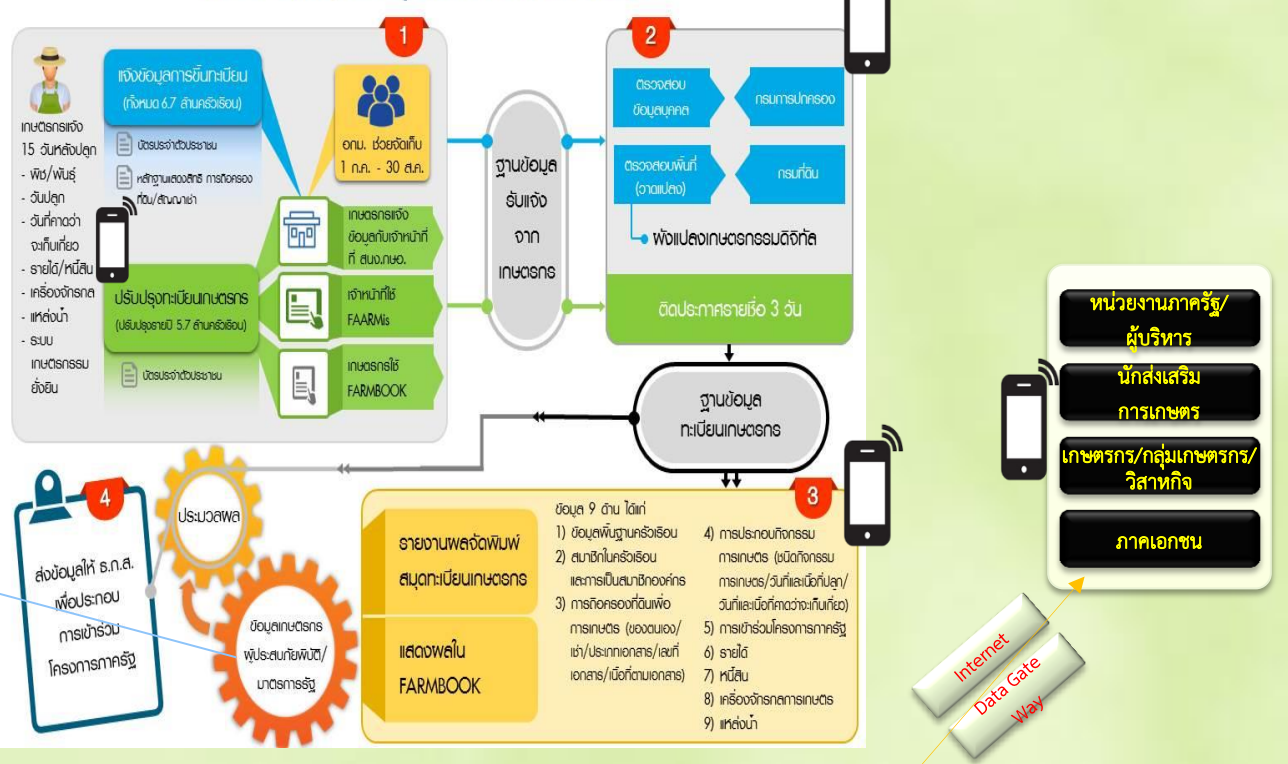 1
เกษตรกรแจ้ง
15 วันหลังปลูก
- พืช/พันธุ์
- วันปลูก
- วันที่คาดว่า
จะเก็บเกี่ยว
- รายได้/หนี้สิน
- เครื่องจักรกล
- แหล่งน้ำ
- ระบบ
เกษตรกรรม
ยั่งยืน
แจ้งข้อมูลการขึ้นทะเบียน
(ทั้งหมด 6.7 ล้านครัวเรือน)
บัตรประจำตัวประชาชน
หลักฐานแสดงสิทธิ การถือครอง
ที่ดิน/สัญญาเช่า
ปรับปรุงทะเบียนเกษตรกร
(ปรับปรุงรายปี 5.7 ล้านครัวเรือน)
บัตรประจำตัวประชาชน
อกม. ช่วยจัดเก็บ
1 ก.ค. - 30 ส.ค.
เกษตรกรแจ้ง
ข้อมูลกับเจ้าหน้าที่
ที่ สนง.กษอ.
เจ้าหน้าที่ใช้
FAARMis
เกษตรกรใช้
FARMBOOK
ฐานข้อมูล
รับแจ้ง
จาก
เกษตรกร
2
ตรวจสอบ
ข้อมูลบุคคล
กรมการปกครอง
ตรวจสอบพื้นที่
(วาดแปลง)
กรมที่ดิน
ผังแปลงเกษตรกรรมดิจิทัล
ติดประกาศรายชื่อ 3 วัน
ฐานข้อมูล
ทะเบียนเกษตรกร
3
รายงานผลจัดพิมพ์
สมุดทะเบียนเกษตรกร
แสดงผลใน
FARMBOOK
ข้อมูล 9 ด้าน ได้แก่
1) ข้อมูลพื้นฐานครัวเรือน
2) สมาชิกในครัวเรือน
และการเป็นสมาชิกองค์กร
3) การถือครองที่ดินเพื่อ
การเกษตร (ของตนเอง/
เช่า/ประเภทเอกสาร/เลขที่
เอกสาร/เนื้อที่ตามเอกสาร)
4) การประกอบกิจกรรม
การเกษตร (ชนิดกิจกรรม
การเกษตร/วันที่และเนื้อที่ปลูก/
วันที่และเนื้อที่คาดว่าจะเก็บเกี่ยว)
5) การเข้าร่วมโครงการภาครัฐ
6) รายได้
7) หนี้สิน
8) เครื่องจักรกลการเกษตร
9) แหล่งน้ำ
4
ส่งข้อมูลให้ ธ.ก.ส.
เพื่อประกอบ
การเข้าร่วม
โครงการภาครัฐ
ประมวลผล
ข้อมูลเกษตรกร
ผู้ประสบภัยพิบัติ/
มาตรการรัฐ
หน่วยงานภาครัฐ/
ผู้บริหาร
นักส่งเสริม
การเกษตร
เกษตรกร/กลุ่มเกษตรกร/
วิสาหกิจ
ภาคเอกชน
Internet
Data Gate
Way